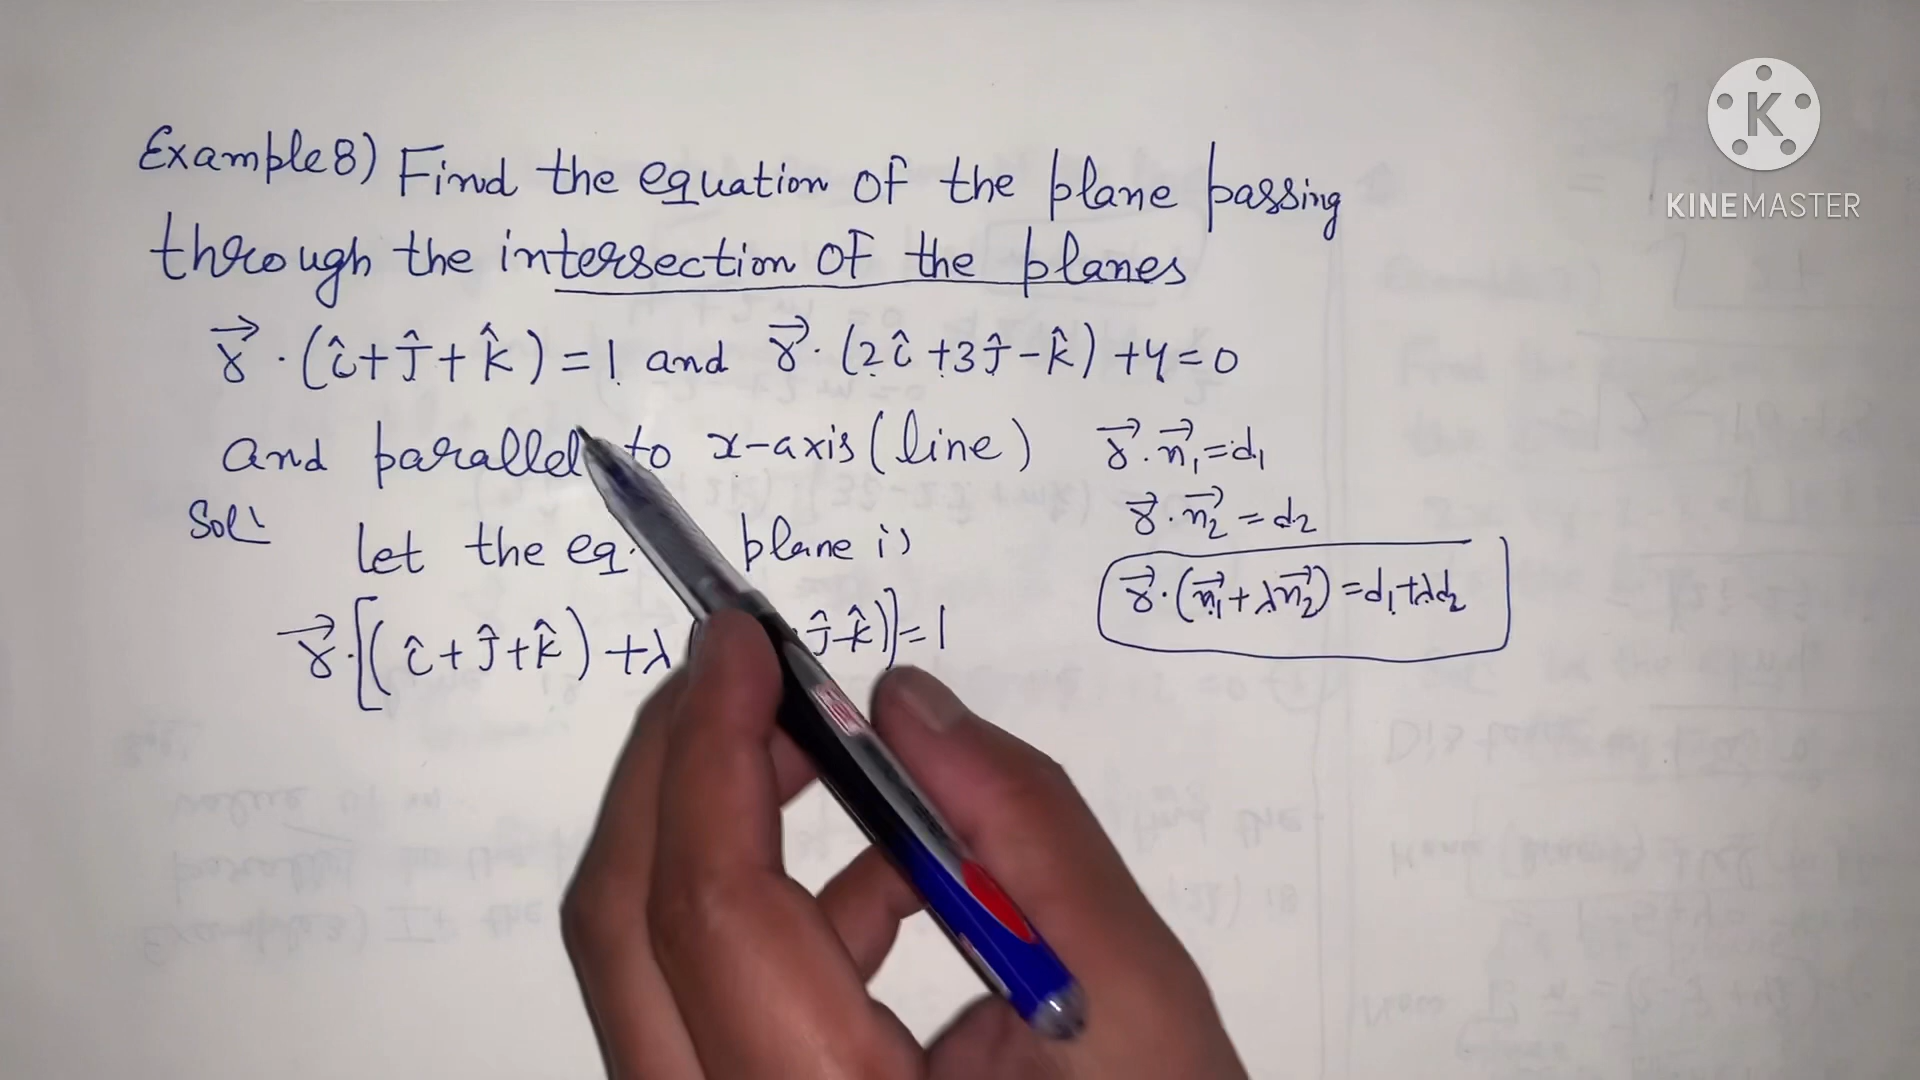 Example 8) Find the equation of the plane passing
through the intersection of the planes
r⃗ · (î + ĵ + k̂) = 1 and r⃗ · (2î + 3ĵ - k̂) + 4 = 0
and parallel to x-axis (line)
r⃗ · n⃗₁ = d₁
r⃗ · n⃗₂ = d₂
r⃗ · (n⃗₁ + λn⃗₂) = d₁ + λd₂
Sol
Let the eq. plane is
r⃗ · [(î + ĵ + k̂) + λ ĵ - k̂)] = 1
K
KINEMASTER